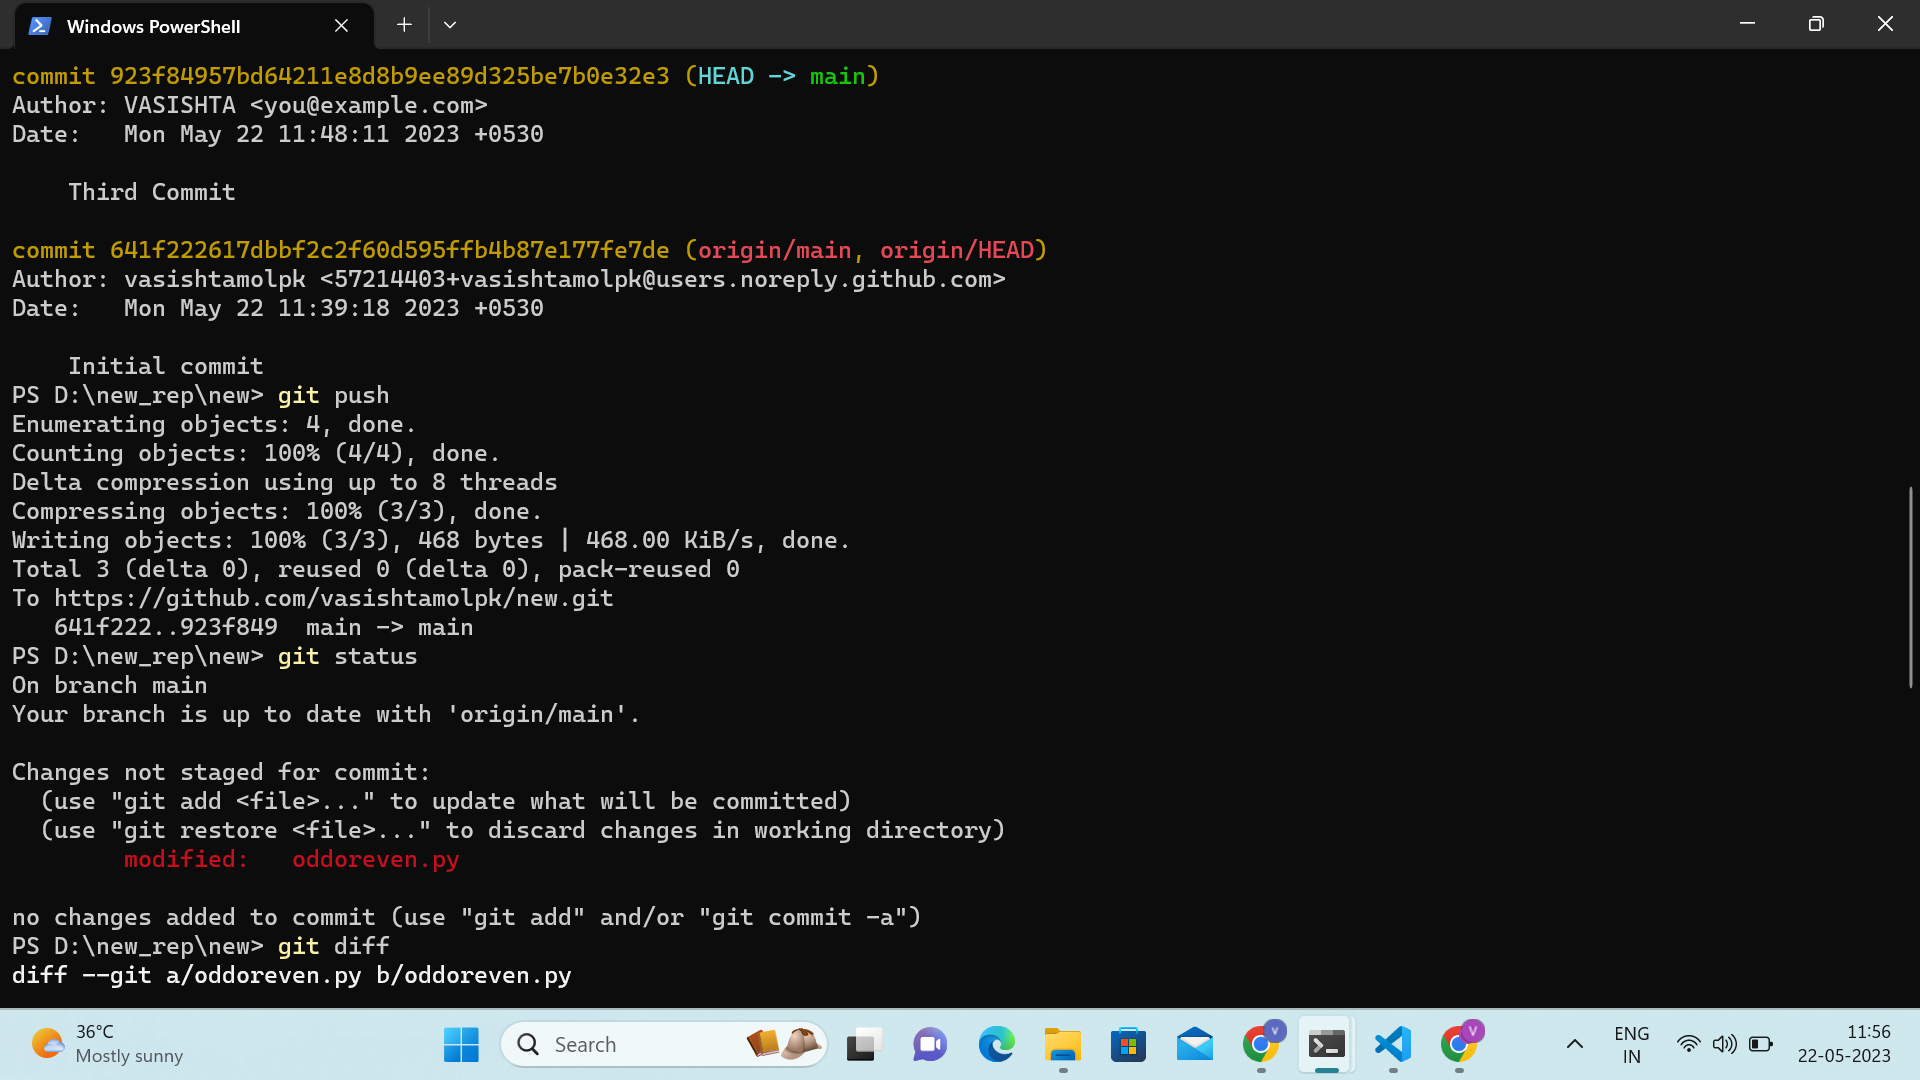 Windows PowerShell
commit 923f84957bd64211e8d8b9ee89d325be7b0e32e3 (HEAD -> main)
Author: VASISHTA <you@example.com>
Date:   Mon May 22 11:48:11 2023 +0530
    Third Commit
commit 641f222617dbbf2c2f60d595ffb4b87e177fe7de (origin/main, origin/HEAD)
Author: vasishtamolpk <57214403+vasishtamolpk@users.noreply.github.com>
Date:   Mon May 22 11:39:18 2023 +0530
    Initial commit
PS D:\new_rep\new> git push
Enumerating objects: 4, done.
Counting objects: 100% (4/4), done.
Delta compression using up to 8 threads
Compressing objects: 100% (3/3), done.
Writing objects: 100% (3/3), 468 bytes | 468.00 KiB/s, done.
Total 3 (delta 0), reused 0 (delta 0), pack-reused 0
To https://github.com/vasishtamolpk/new.git
   641f222..923f849  main -> main
PS D:\new_rep\new> git status
On branch main
Your branch is up to date with 'origin/main'.
Changes not staged for commit:
  (use "git add <file>..." to update what will be committed)
  (use "git restore <file>..." to discard changes in working directory)
        modified:   oddoreven.py
no changes added to commit (use "git add" and/or "git commit -a")
PS D:\new_rep\new> git diff
diff --git a/oddoreven.py b/oddoreven.py
36°C
Mostly sunny
Search
V
V
ENG
IN
11:56
22-05-2023